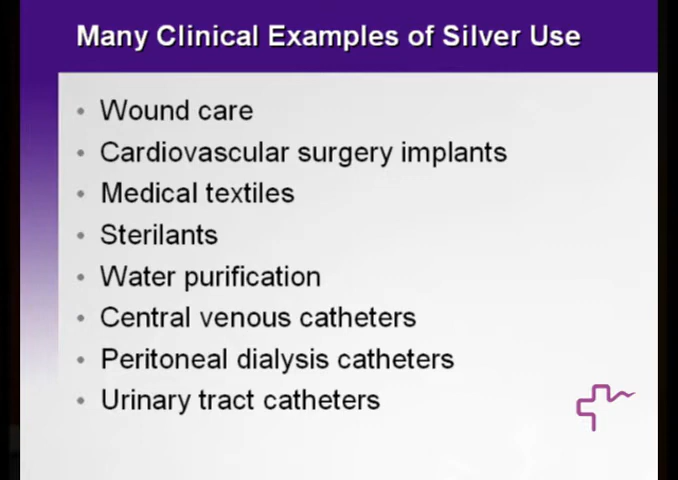 Many Clinical Examples of Silver Use
Wound care
Cardiovascular surgery implants
Medical textiles
Sterilants
Water purification
Central venous catheters
Peritoneal dialysis catheters
Urinary tract catheters